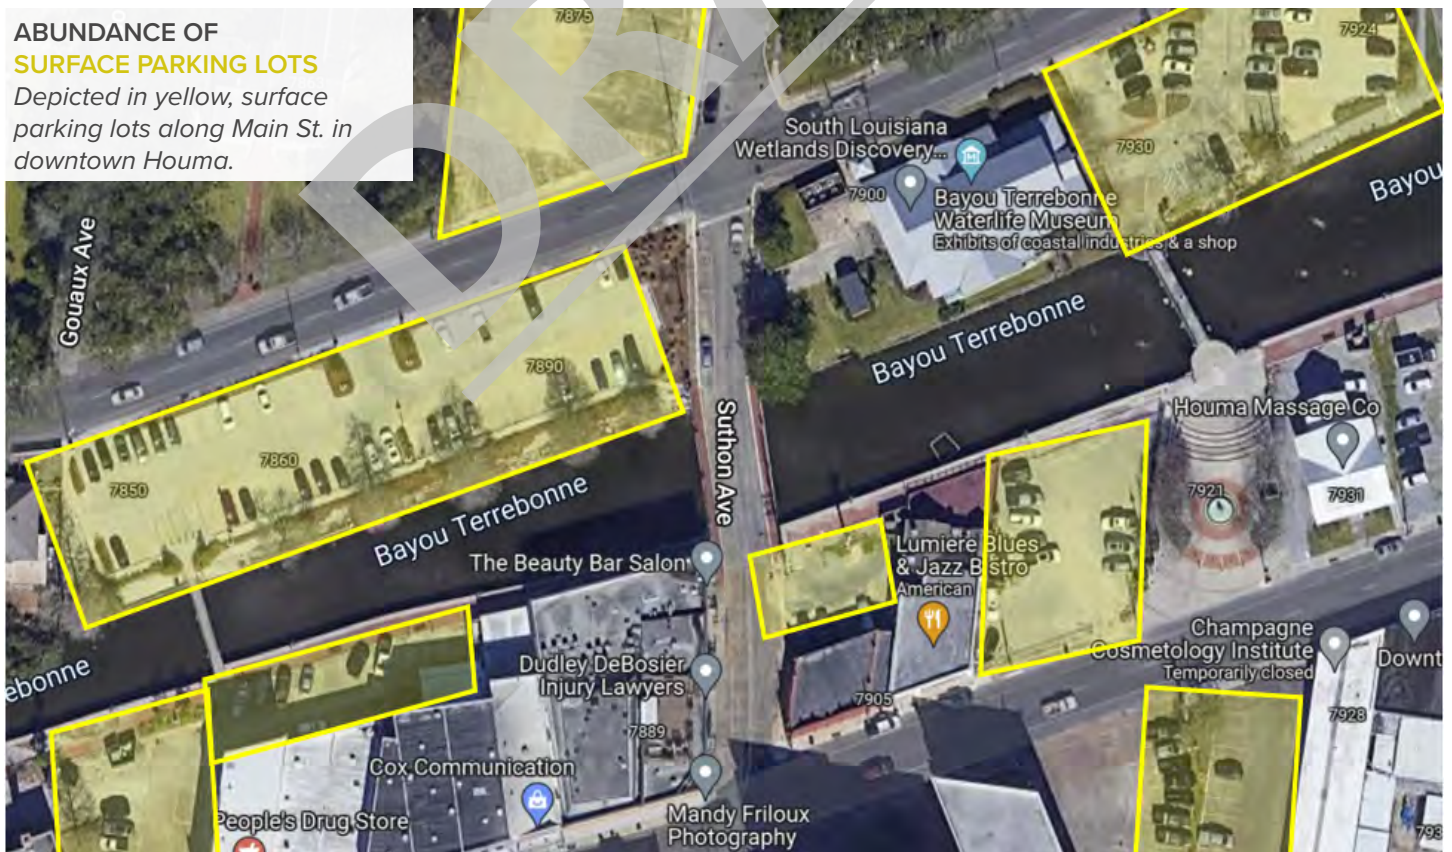 ABUNDANCE OF
SURFACE PARKING LOTS
Depicted in yellow, surface
parking lots along Main St. in
downtown Houma.
DRA
7875
7924
South Louisiana
Wetlands Discovery...
7930
7900
Bayou Terrebonne
Waterlife Museum
Exhibits of coastal industries & a shop
Bayou
Gouaux Ave
Bayou Terrebonne
7890
Suthon Ave
Houma Massage Co
7860
7850
7921
7931
Bayou Terrebonne
The Beauty Bar Salon
Lumiere Blues
& Jazz Bistro
American
Champagne
Cosmetology Institute
Temporarily closed
Downt
ebonne
Dudley DeBosier
Injury Lawyers
7905
7889
7928
Cox Communication
People's Drug Store
Mandy Friloux
Photography
793